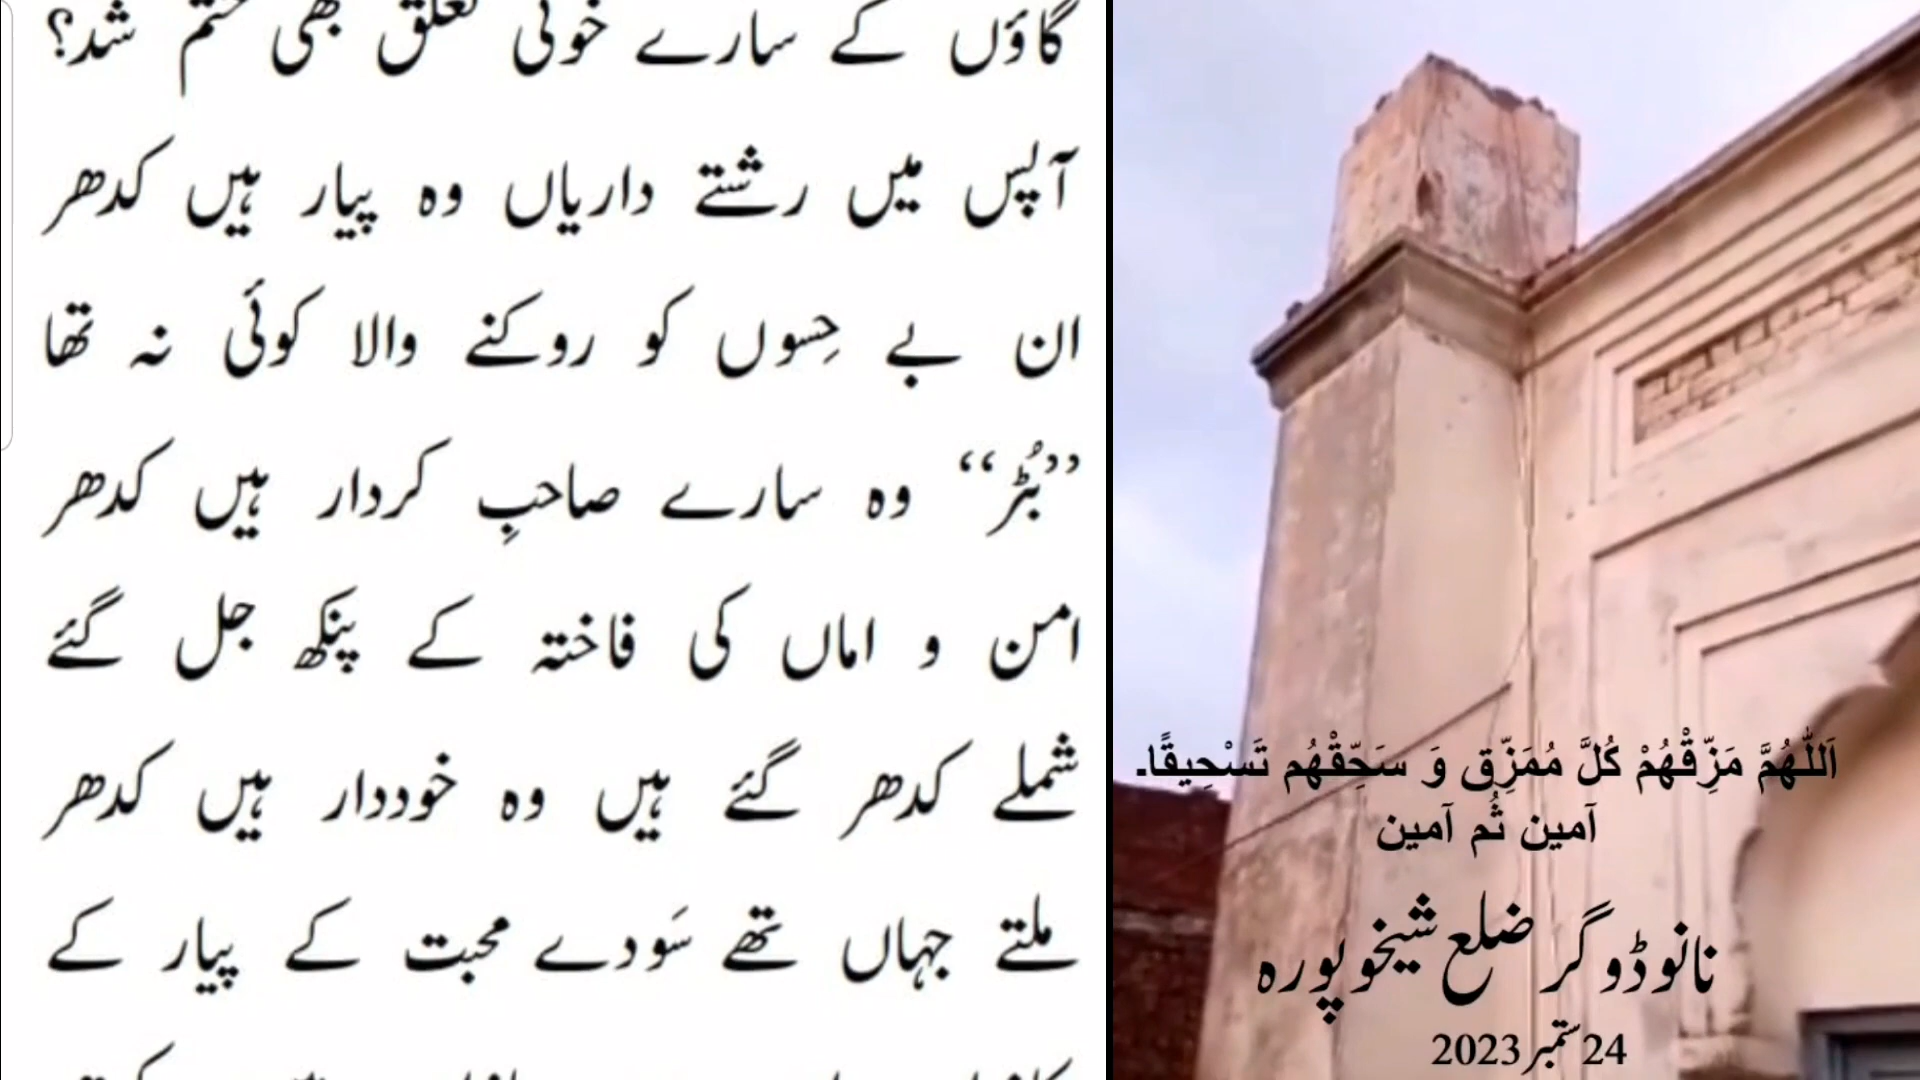 گاؤں کے سارے خونی تعلق بھی ختم شد؟
آپس میں رشتے داریاں وہ پیار ہیں کدھر
ان بے حِسوں کو روکنے والا کوئی نہ تھا
’’بُٹر‘‘ وہ سارے صاحبِ کردار ہیں کدھر
امن و اماں کی فاختہ کے پنکھ جل گئے
شملے کدھر گئے ہیں وہ خوددار ہیں کدھر
ملتے جہاں تھے سَودے محبت کے پیار کے
اَللّٰهُمَّ مَزِّقْهُمْ كُلَّ مُمَزِّقٍ وَ سَحِّقْهُم تَسْحِيقًا۔
آمین ثُم آمین
نانوڈوگر ضلع شیخوپورہ
24 ستمبر 2023